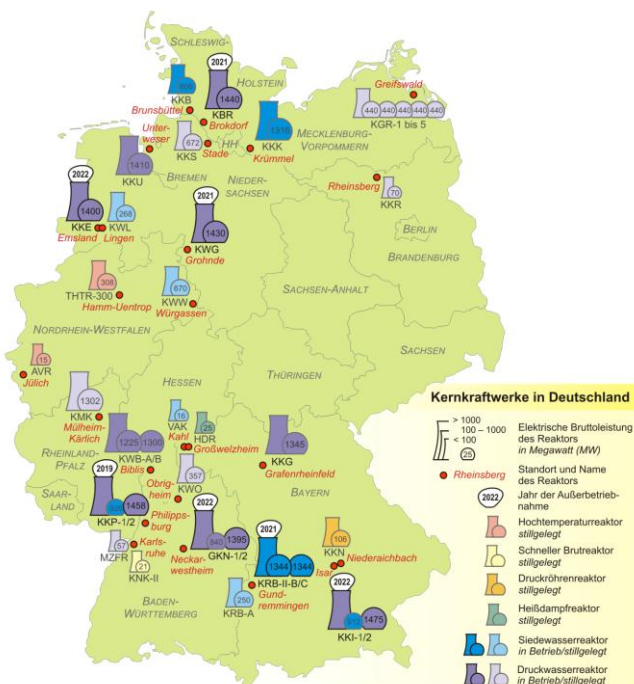 SCHLESWIG-
HOLSTEIN
2021
1440
KBR
Brokdorf
806
KKB
Brunsbüttel
Greifswald
440 440 440 440 440
KGR-1 bis 5
MECKLENBURG-
VORPOMMERN
KKK
Krümmel
HH
672
KKS
Stade
Unter-
weser
1410
KKU
BREMEN
NIEDER-
SACHSEN
Rheinsberg
70
KKR
BERLIN
BRANDENBURG
2022
1400
KKE
Emsland
268
KWL
Lingen
2021
1430
KWG
Grohnde
308
THTR-300
Hamm-Uentrop
670
KWW
Würgassen
SACHSEN-ANHALT
NORDRHEIN-WESTFALEN
SACHSEN
THÜRINGEN
HESSEN
15
AVR
Jülich
1302
KMK
Mülheim-
Kärlich
16
VAK
Kahl
25
HDR
Großwelzheim
1345
KKG
Grafenrheinfeld
RHEINLAND-
PFALZ
1225 1300
KWB-A/B
Biblis
357
KWO
Obrig-
heim
BAYERN
SAAR-
LAND
2019
1458
KKP-1/2
Philipps-
burg
2022
840 1395
GKN-1/2
Neckar-
westheim
57
MZFR
Karls-
ruhe
21
KNK-II
2021
1344 1344
KRB-II-B/C
Gund-
remmingen
250
KRB-A
106
KKN
Niederaichbach
Isar
2022
912 1475
KKI-1/2
BADEN-
WÜRTTEMBERG
Kernkraftwerke in Deutschland
> 1000
100 – 1000
< 100
25
Elektrische Bruttoleistung
des Reaktors
in Megawatt (MW)
Rheinsberg
Standort und Name
des Reaktors
2022
Jahr der Außerbetrieb-
nahme
Hochtemperaturreaktor
stillgelegt
Schneller Brutreaktor
stillgelegt
Druckröhrenreaktor
stillgelegt
Heißdampfreaktor
stillgelegt
Siedewasserreaktor
in Betrieb/stillgelegt
Druckwasserreaktor
in Betrieb/stillgelegt